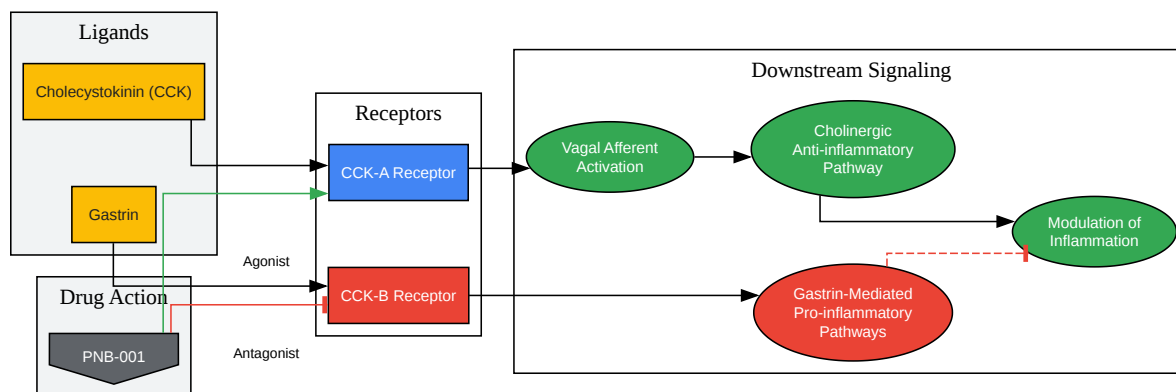 Ligands
Cholecystokinin (CCK)
Gastrin
Drug Action
PNB-001
Agonist
Antagonist
Receptors
CCK-A Receptor
CCK-B Receptor
Downstream Signaling
Vagal Afferent
Activation
Cholinergic
Anti-inflammatory
Pathway
Modulation of
Inflammation
Gastrin-Mediated
Pro-inflammatory
Pathways